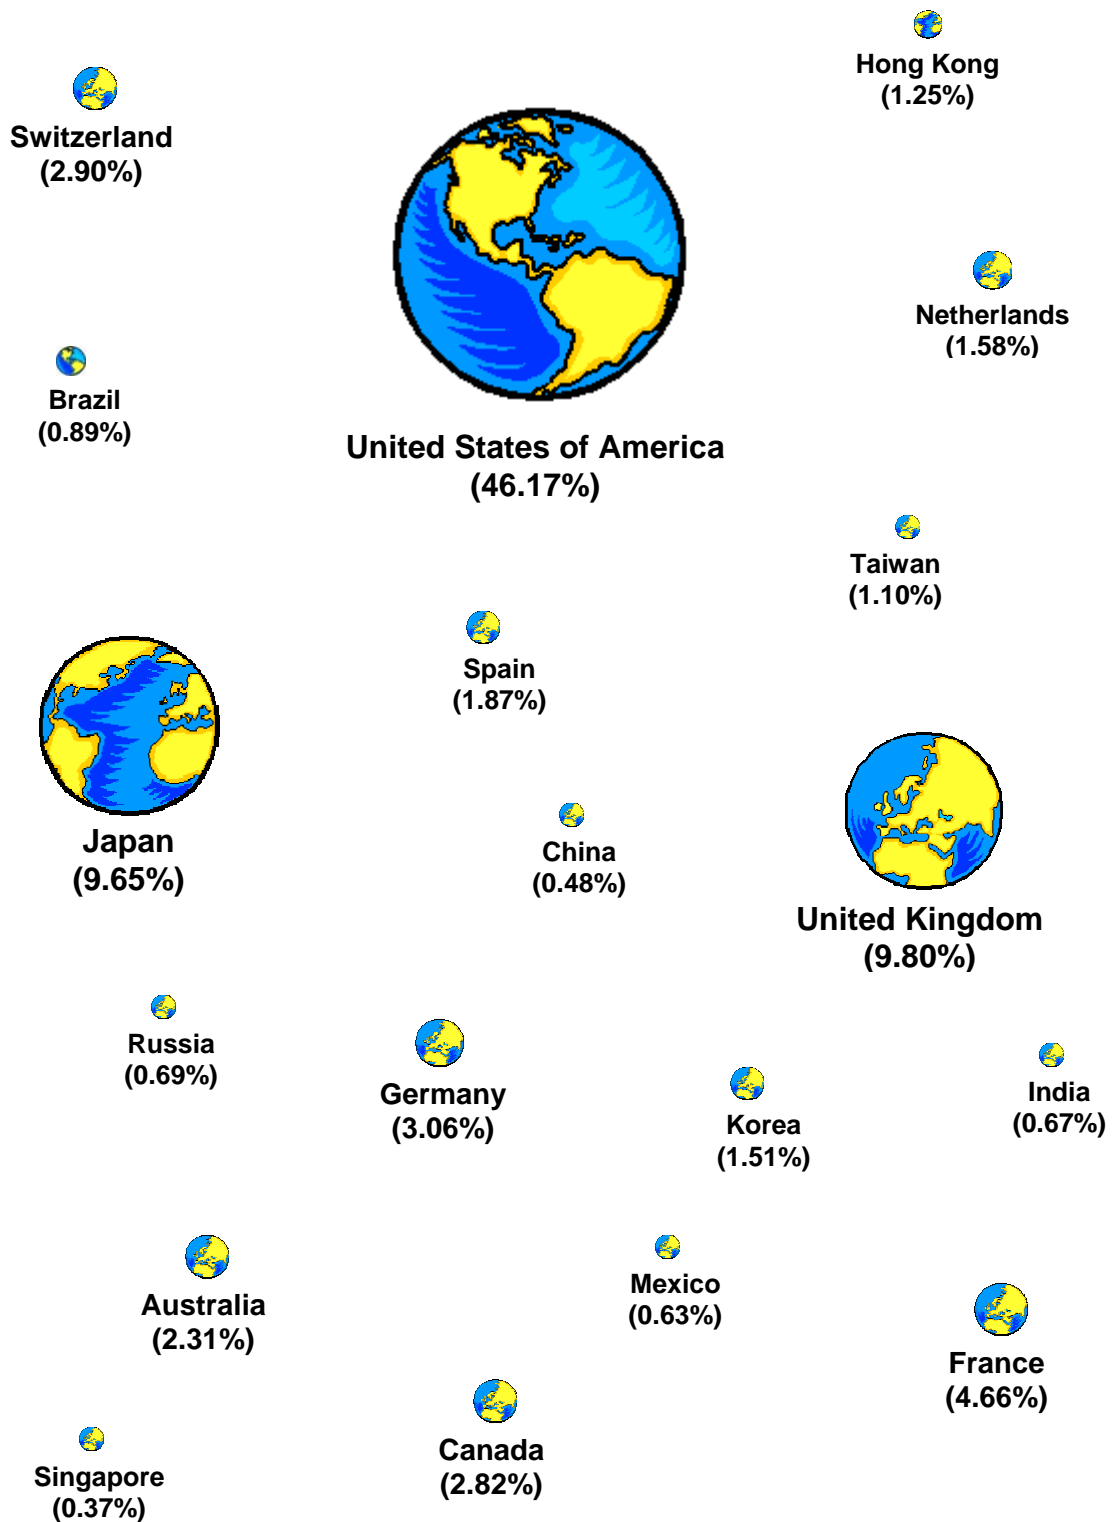 Hong Kong
(1.25%)
Switzerland
(2.90%)
Netherlands
(1.58%)
Brazil
(0.89%)
United States of America
(46.17%)
Taiwan
(1.10%)
Spain
(1.87%)
Japan
(9.65%)
China
(0.48%)
United Kingdom
(9.80%)
Russia
(0.69%)
Germany
(3.06%)
Korea
(1.51%)
India
(0.67%)
Australia
(2.31%)
Mexico
(0.63%)
France
(4.66%)
Canada
(2.82%)
Singapore
(0.37%)